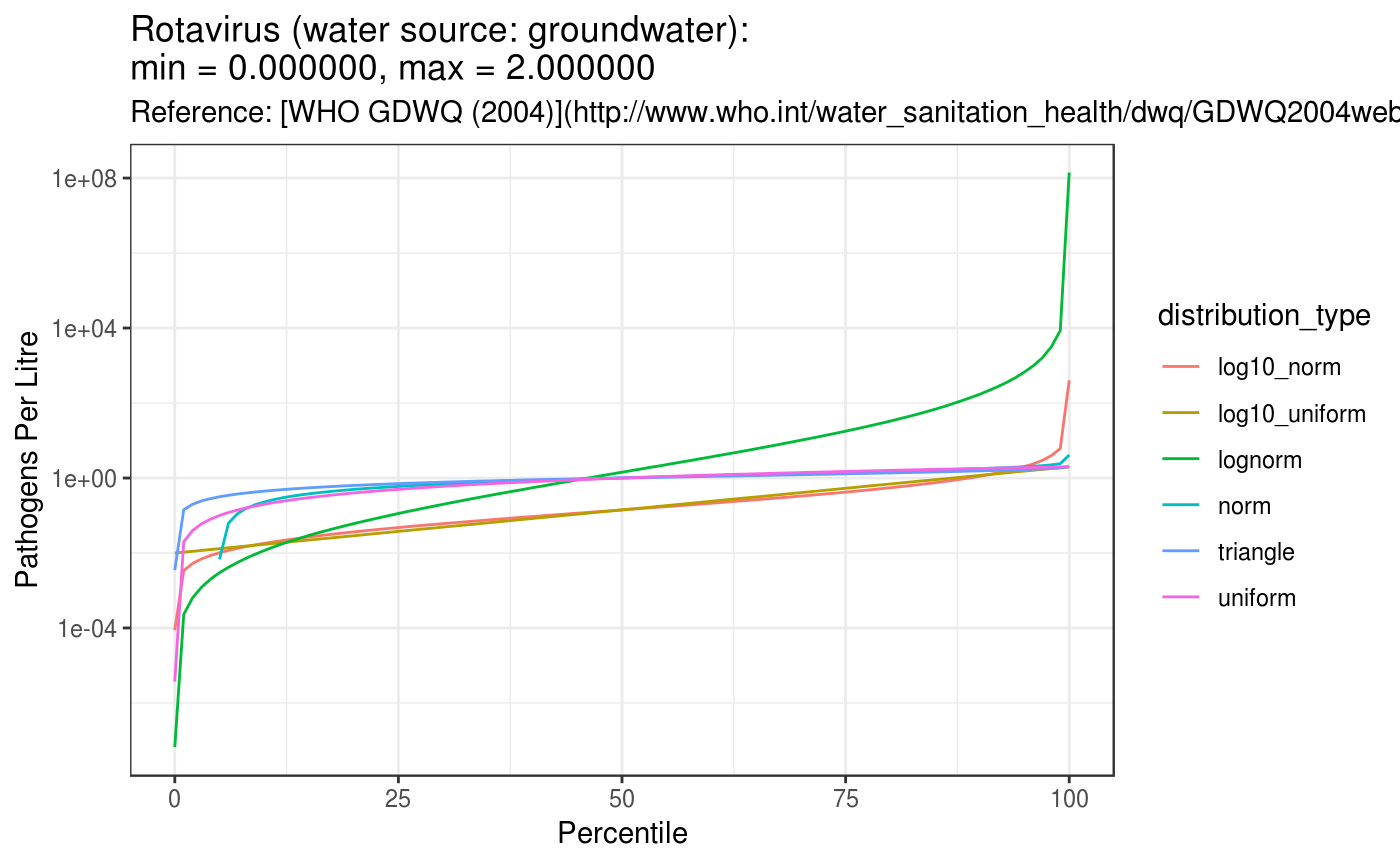 Rotavirus (water source: groundwater):
min = 0.000000, max = 2.000000
Reference: [WHO GDWQ (2004)](http://www.who.int/water_sanitation_health/dwq/GDWQ2004web
1e+08
1e+04
1e+00
1e-04
Pathogens Per Litre
0 25 50 75 100
Percentile
distribution_type
log10_norm
log10_uniform
lognorm
norm
triangle
uniform